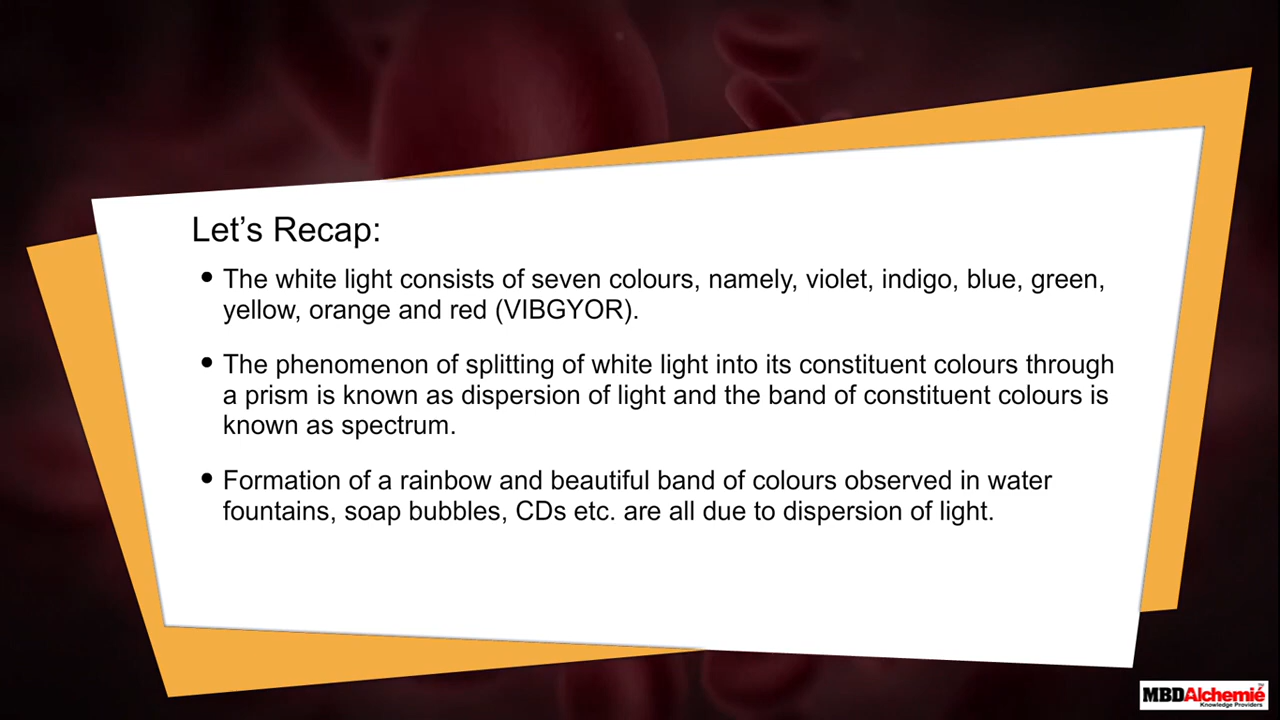 Let’s Recap:
• The white light consists of seven colours, namely, violet, indigo, blue, green,
yellow, orange and red (VIBGYOR).
• The phenomenon of splitting of white light into its constituent colours through
a prism is known as dispersion of light and the band of constituent colours is
known as spectrum.
• Formation of a rainbow and beautiful band of colours observed in water
fountains, soap bubbles, CDs etc. are all due to dispersion of light.
MBDAlchemié
Knowledge Providers